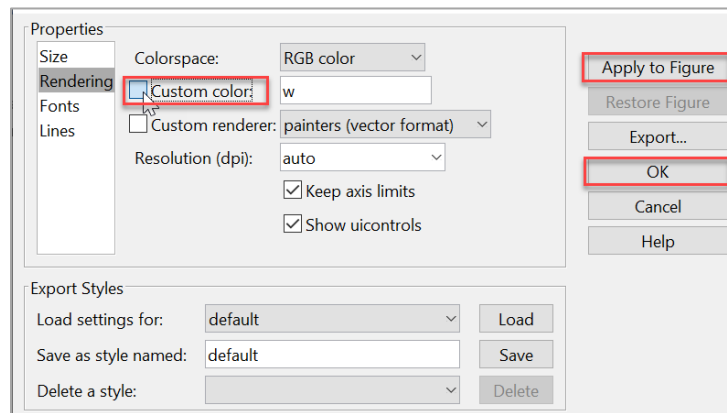 Properties
Size
Rendering
Fonts
Lines
Colorspace: RGB color
Custom color: w
Custom renderer: painters (vector format)
Resolution (dpi): auto
Keep axis limits
Show uicontrols
Apply to Figure
Restore Figure
Export...
OK
Cancel
Help
Export Styles
Load settings for: default Load
Save as style named: default Save
Delete a style: Delete